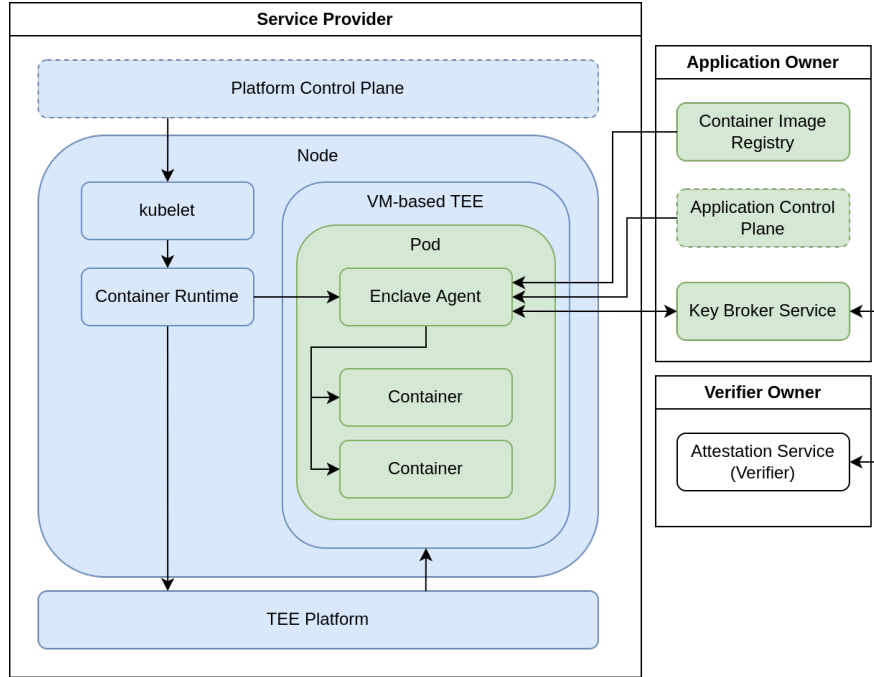 Service Provider
Platform Control Plane
Node
kubelet
Container Runtime
VM-based TEE
Pod
Enclave Agent
Container
Container
TEE Platform
Application Owner
Container Image
Registry
Application Control
Plane
Key Broker Service
Verifier Owner
Attestation Service
(Verifier)